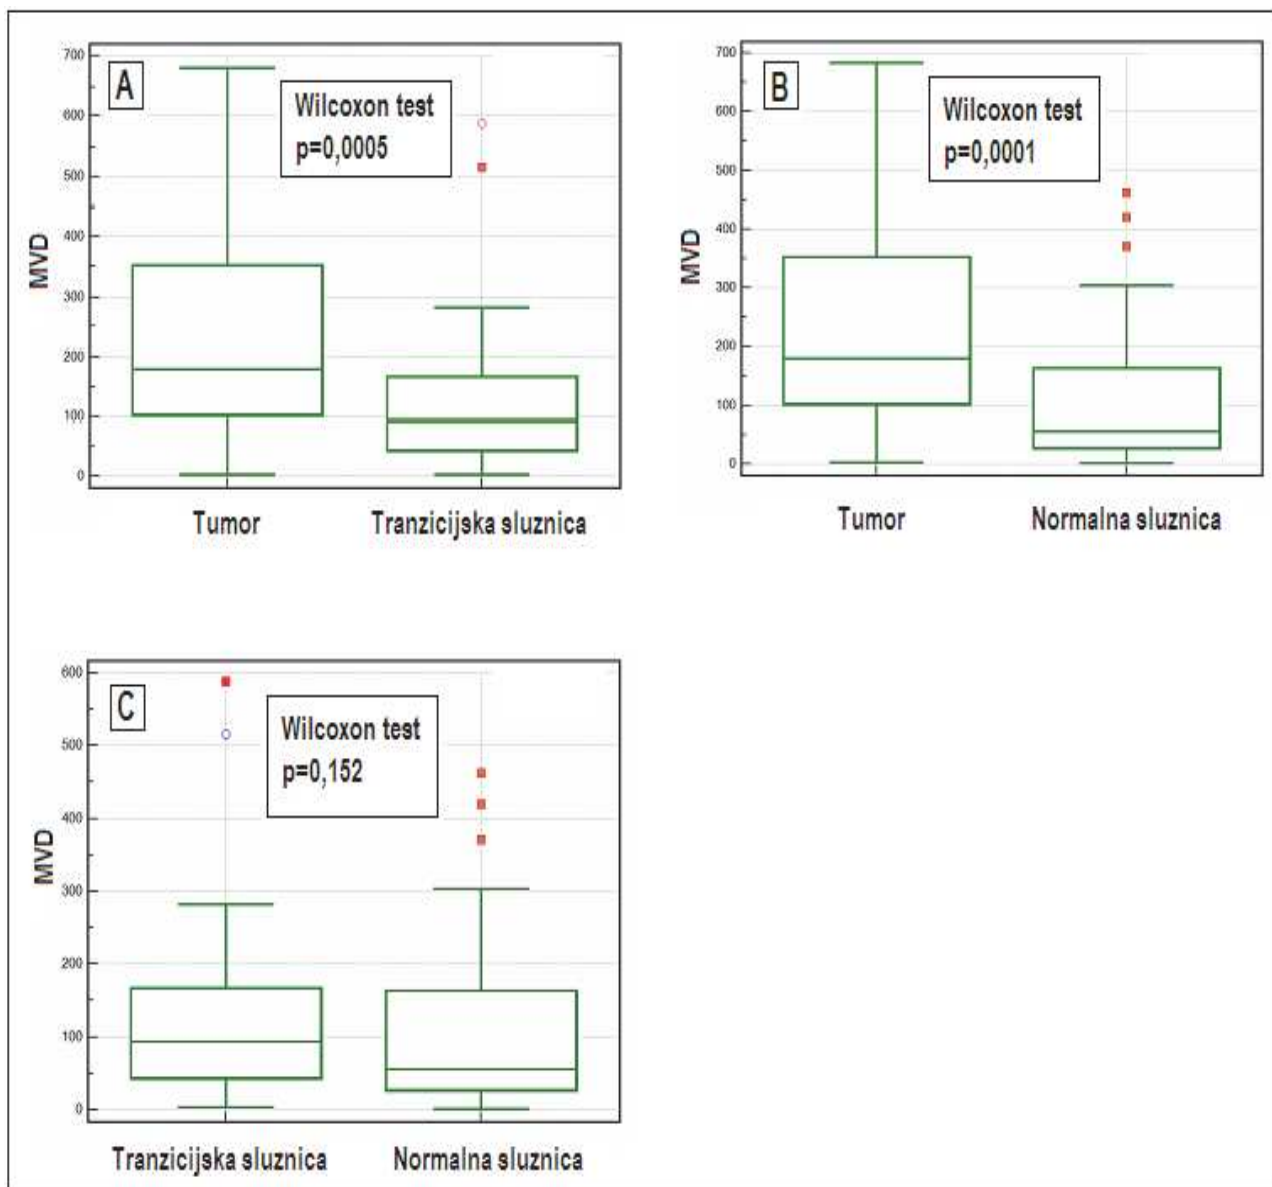 A
Wilcoxon test
p=0,0005
700
600
500
400
300
200
100
0
MVD
Tumor Tranzicijska sluznica
B
Wilcoxon test
p=0,0001
700
600
500
400
300
200
100
0
MVD
Tumor Normalna sluznica
C
Wilcoxon test
p=0,152
600
500
400
300
200
100
0
MVD
Tranzicijska sluznica Normalna sluznica